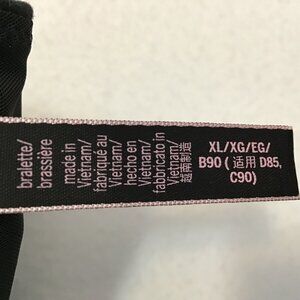 bralette/
brassière
made in
Vietnam/
fabriqué au
Vietnam/
hecho en
Vietnam/
fabricato in
Vietnam/
越南制造
XL/XG/EG/
B90 ( 适用 D85,
C90)